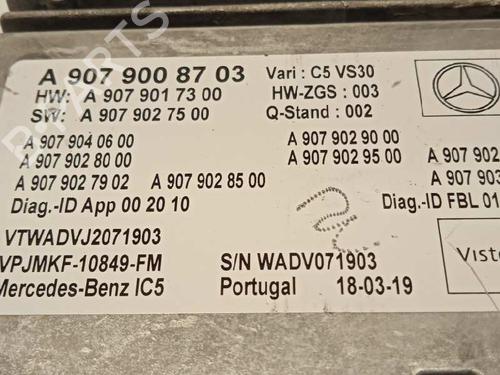 A 907 900 87 03 Vari : C5 VS30
HW: A 907 901 73 00 HW-ZGS : 003
SW: A 907 902 75 00 Q-Stand : 002
A 907 904 06 00 A 907 902 90 00
A 907 902 80 00 A 907 902 95 00 A 907 902
A 907 902 79 02 A 907 902 85 00 A 907 903
Diag.-ID App 00 20 10 Diag.-ID FBL 01
VTWADVJ2071903
VPJMKF-10849-FM S/N WADV071903
Mercedes-Benz IC5 Portugal 18-03-19